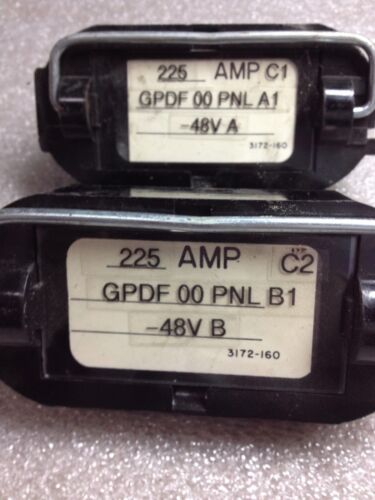 225 AMP C1
GPDF 00 PNL A1
-48V A
3172-160
225 AMP C2
GPDF 00 PNL B1
-48V B
3172-160